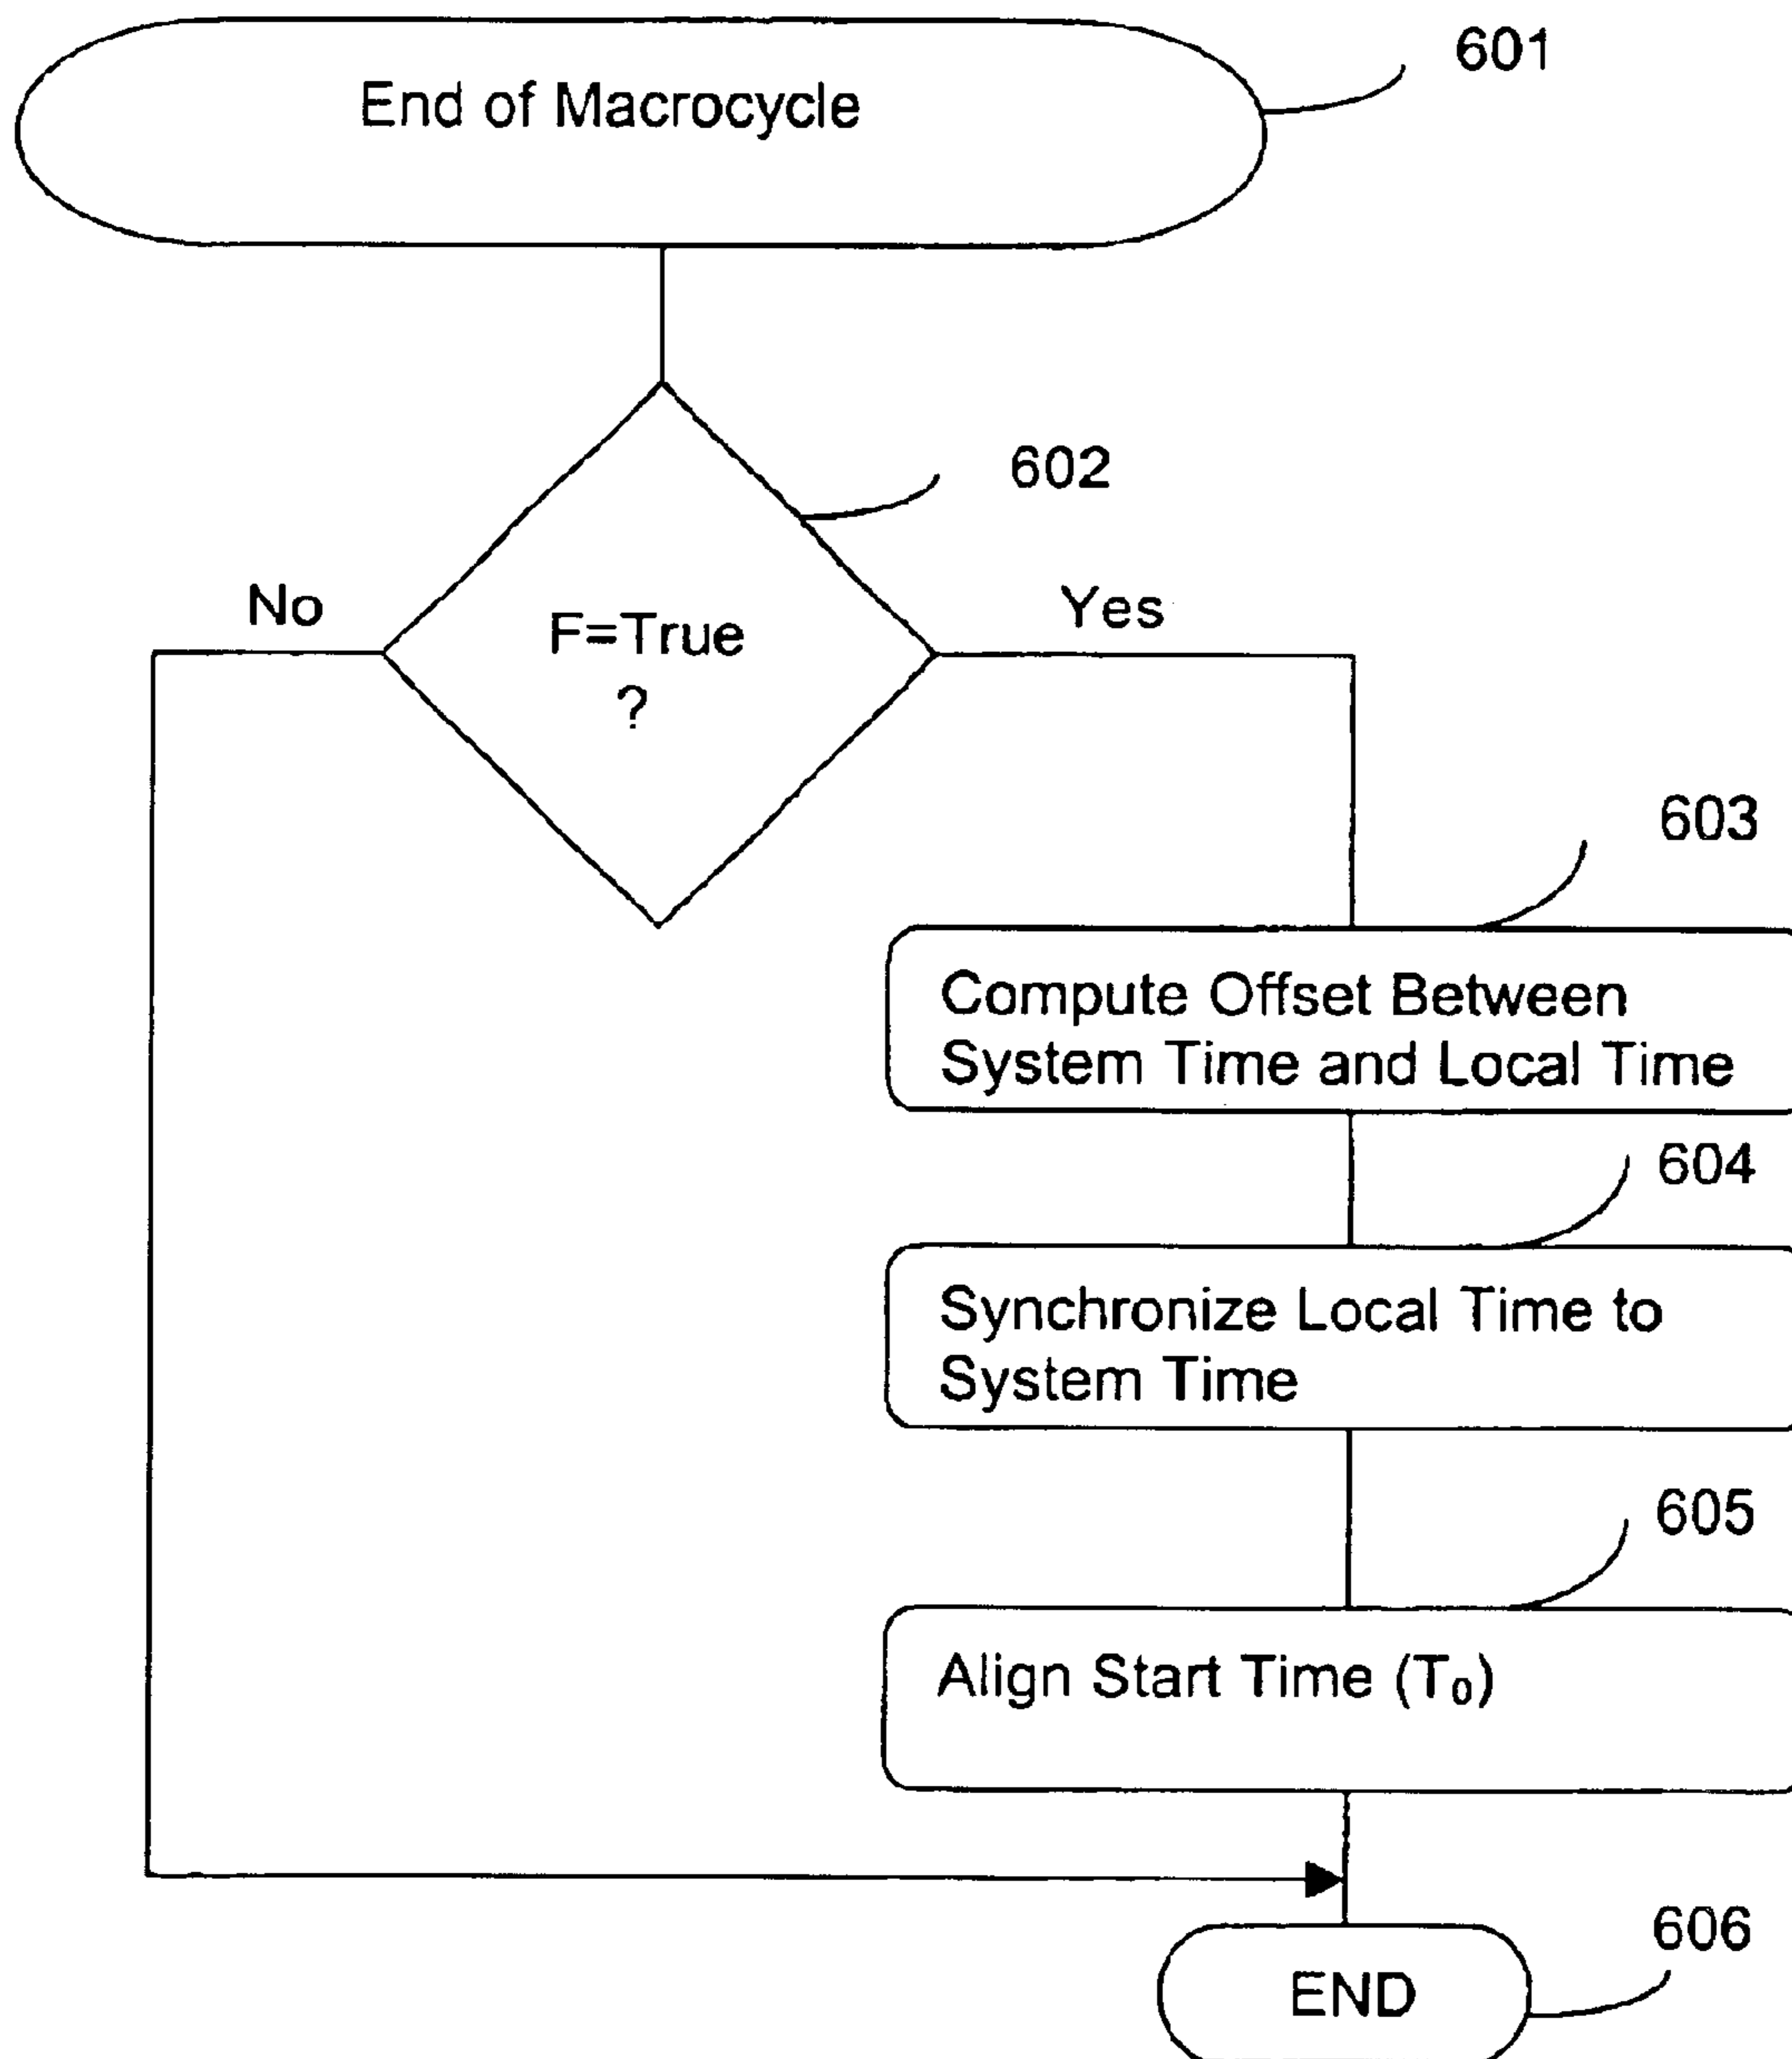 End of Macrocycle
601
602
No
F=True
?
Yes
603
Compute Offset Between
System Time and Local Time
604
Synchronize Local Time to
System Time
605
Align Start Time (T₀)
606
END